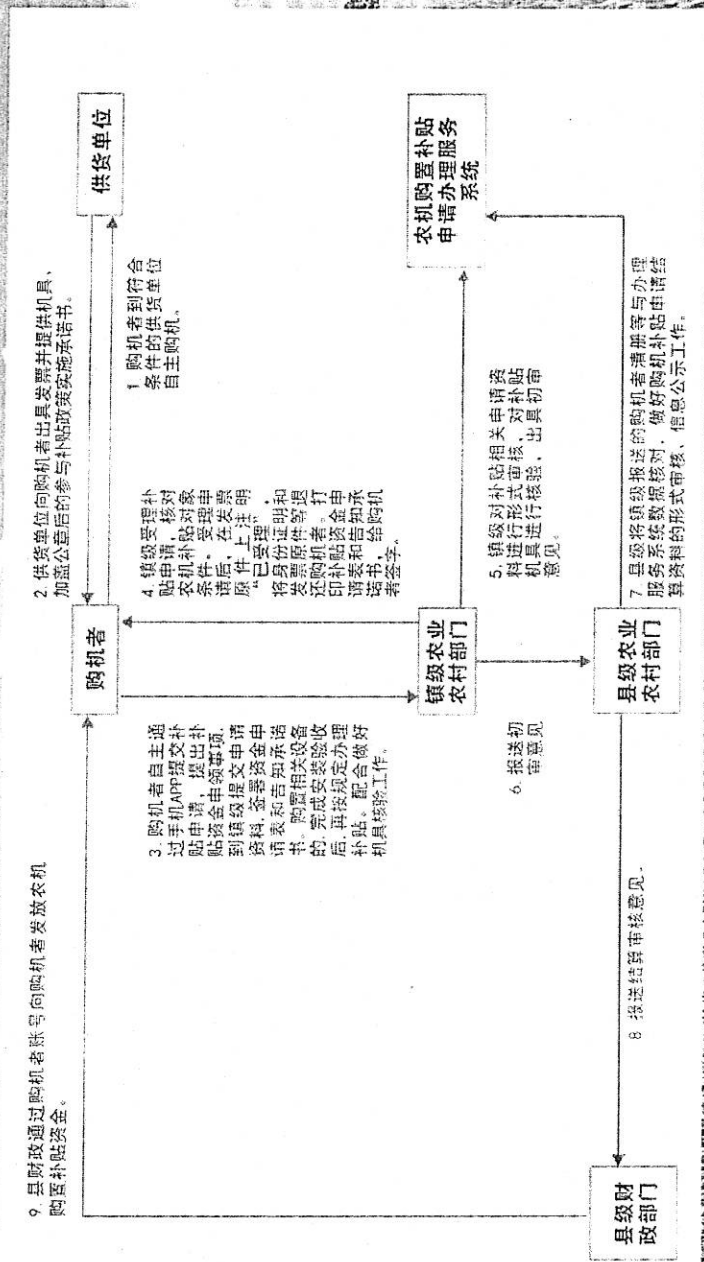 9. 县财政通过购机者账号向购机者发放农机
购置补贴资金。
2. 供货单位向购机者出具发票并提供机具、
加盖公章后的参与补贴政策实施承诺书。
购机者
供货单位
1. 购机者到符合
条件的供货单位
自主购机。
3. 购机者自主通
过手机APP提交补
贴申请，提出补
贴资金申领事项，
到镇级提交申请
资料，签署资金申
请表和告知承诺
书。购置相关设备
的，完成安装验收
后，再按规定办理
补贴。配合做好
机具核验工作。
4. 镇级受理补
贴申请，核对
农机补贴对象
条件。受理申
请后，在发票
原件上注明
“已受理”，
将身份证明和
发票原件等退
还购机者。打
印补贴资金申
请表和告知承
诺书，给购机
者签字。
镇级农业
农村部门
农机购置补贴
申请办理服务
系统
5. 镇级对补贴相关申请资
料进行形式审核，对补贴
机具进行核验，出具初审
意见。
6. 报送初
审意见
县级财
政部门
8. 报送结算审核意见。
县级农业
农村部门
7. 县级将镇级报送的购机者清册等与办理
服务系统数据核对，做好购机补贴申请结
算资料的形式审核、信息公示工作。